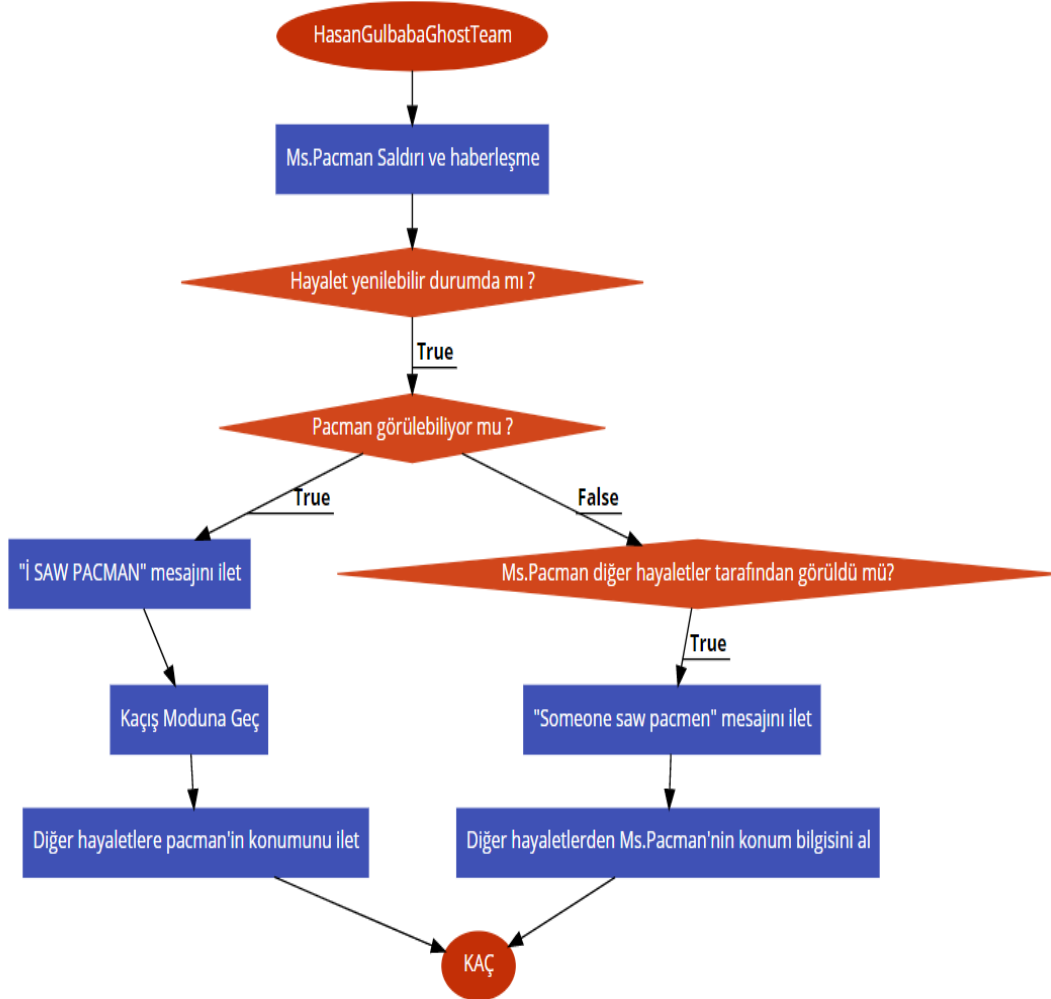 HasanGulbabaGhostTeam
Ms.Pacman Saldırı ve haberleşme
Hayalet yenilebilir durumda mı ?
True
Pacman görülebiliyor mu ?
True
False
"İ SAW PACMAN" mesajını ilet
Ms.Pacman diğer hayaletler tarafından görüldü mü?
True
Kaçış Moduna Geç
"Someone saw pacmen" mesajını ilet
Diğer hayaletlere pacman'in konumunu ilet
Diğer hayaletlerden Ms.Pacman'nin konum bilgisini al
KAÇ